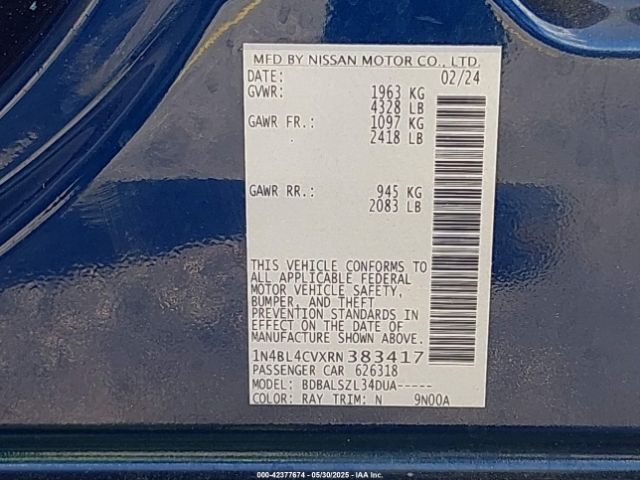 MFD BY NISSAN MOTOR CO., LTD.
DATE: 02/24
GVWR: 1963 KG
4328 LB
GAWR FR.: 1097 KG
2418 LB
GAWR RR.: 945 KG
2083 LB
THIS VEHICLE CONFORMS TO
ALL APPLICABLE FEDERAL
MOTOR VEHICLE SAFETY,
BUMPER, AND THEFT
PREVENTION STANDARDS IN
EFFECT ON THE DATE OF
MANUFACTURE SHOWN ABOVE.
1N4BL4CVXRN383417
PASSENGER CAR 626318
MODEL: BDBALSZL34DUA-----
COLOR: RAY TRIM: N 9N00A
000-42377674 - 05/30/2025 - IAA Inc.